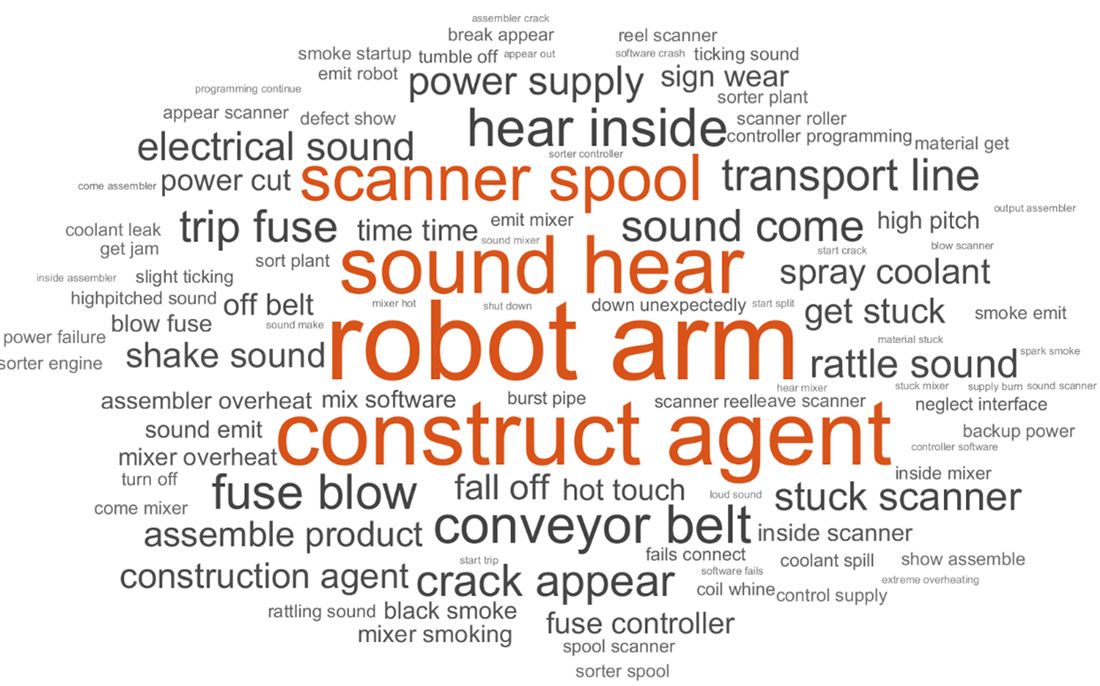 assembler crack
break appear
reel scanner
smoke startup
tumble off
appear out
software crash
ticking sound
emit robot
power supply
sign wear
programming continue
sorter plant
appear scanner
defect show
hear inside
scanner roller
controller programming
material get
electrical sound
sorter controller
come assembler
power cut
scanner spool
transport line
output assembler
coolant leak
trip fuse
time time
emit mixer
sound come
high pitch
get jam
sound mixer
sort plant
start crack
blow scanner
inside assembler
slight ticking
sound hear
spray coolant
highpitched sound
off belt
mixer hot
shut down
down unexpectedly
start split
get stuck
smoke emit
blow fuse
sound make
power failure
robot arm
material stuck
sorter engine
shake sound
rattle sound
spark smoke
hear mixer
stuck mixer
supply burn
sound scanner
assembler overheat
mix software
burst pipe
scanner reel
leave scanner
neglect interface
sound emit
construct agent
backup power
controller software
mixer overheat
inside mixer
turn off
fuse blow
fall off
hot touch
loud sound
stuck scanner
come mixer
assemble product
conveyor belt
inside scanner
fails connect
start trip
coolant spill
show assemble
construction agent
crack appear
software fails
extreme overheating
coil whine
control supply
rattling sound
black smoke
mixer smoking
fuse controller
spool scanner
sorter spool